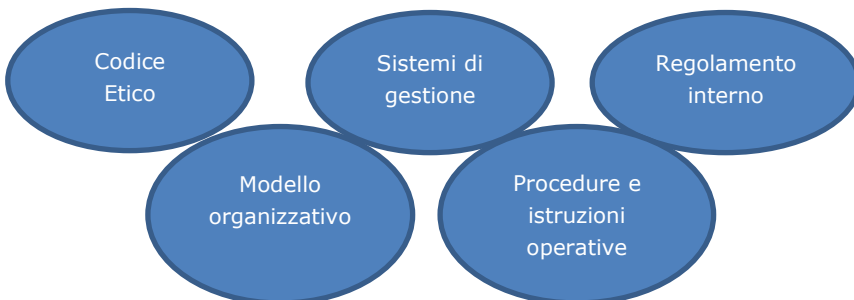 Codice
Etico
Sistemi di
gestione
Regolamento
interno
Modello
organizzativo
Procedure e
istruzioni
operative